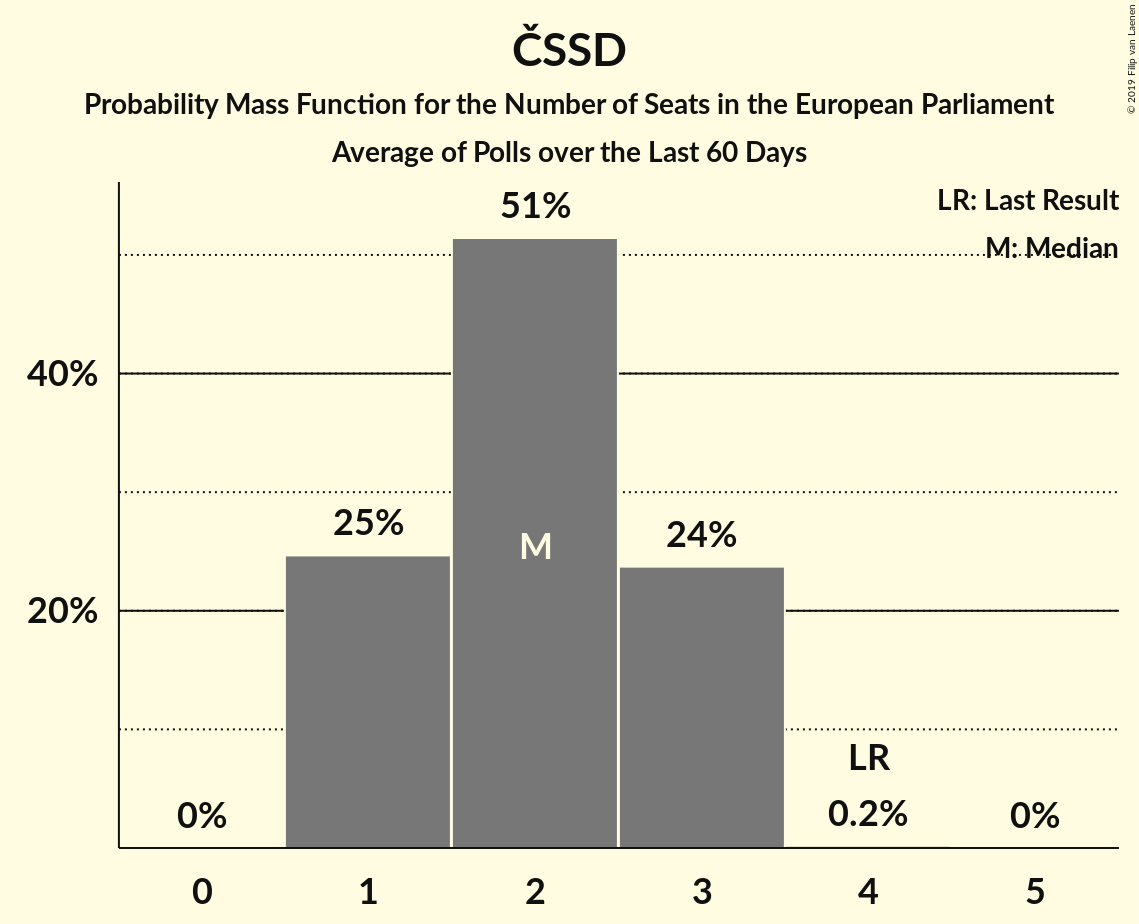 ČSSD
Probability Mass Function for the Number of Seats in the European Parliament
Average of Polls over the Last 60 Days
© 2019 Filip van Laenen
LR: Last Result
M: Median
51%
40%
25%
M
24%
20%
LR
0%
0.2%
0%
0 1 2 3 4 5